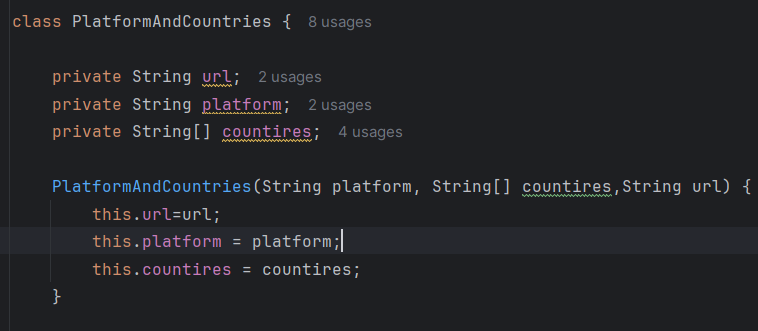 class PlatformAndCountries { 8 usages
private String url; 2 usages
private String platform; 2 usages
private String[] countires; 4 usages
PlatformAndCountries(String platform, String[] countires,String url) {
this.url=url;
this.platform = platform;
this.countires = countires;
}